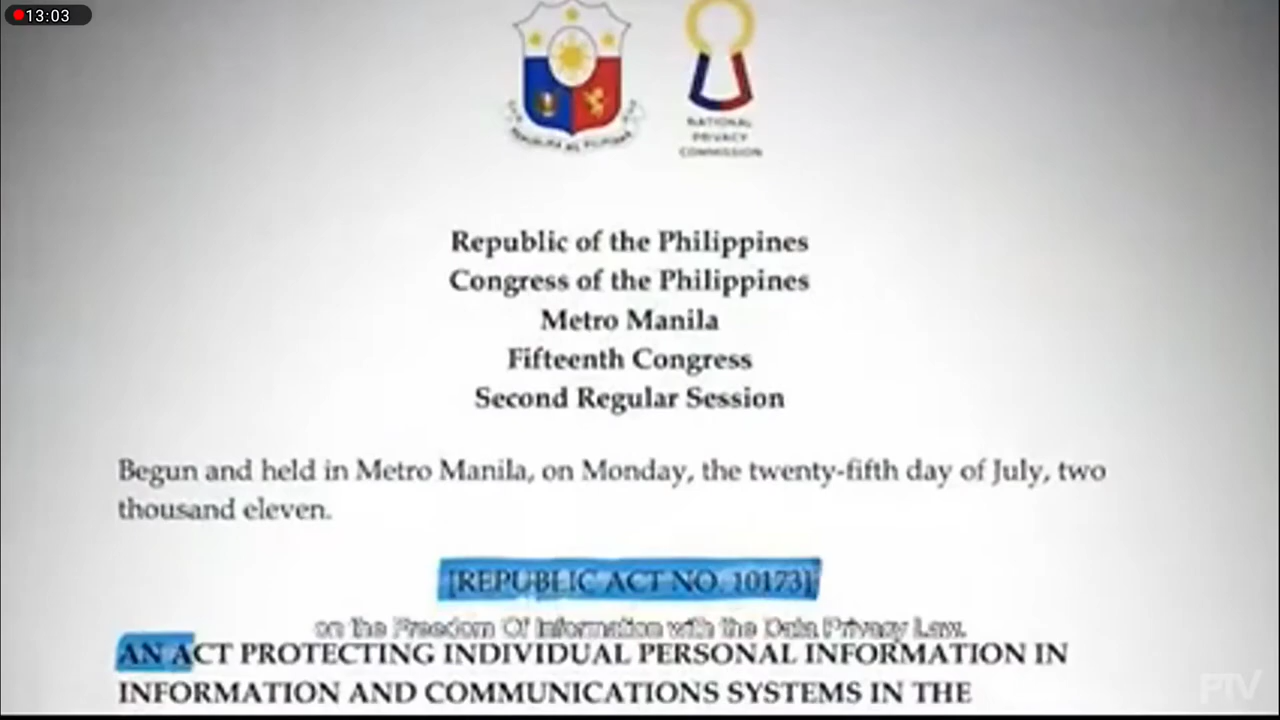 13:03
REPUBLIKA NG PILIPINAS
NATIONAL
PRIVACY
COMMISSION
Republic of the Philippines
Congress of the Philippines
Metro Manila
Fifteenth Congress
Second Regular Session
Begun and held in Metro Manila, on Monday, the twenty-fifth day of July, two
thousand eleven.
[REPUBLIC ACT NO. 10173]
on the Freedom Of Information with the Data Privacy Law.
AN ACT PROTECTING INDIVIDUAL PERSONAL INFORMATION IN
INFORMATION AND COMMUNICATIONS SYSTEMS IN THE
PTV